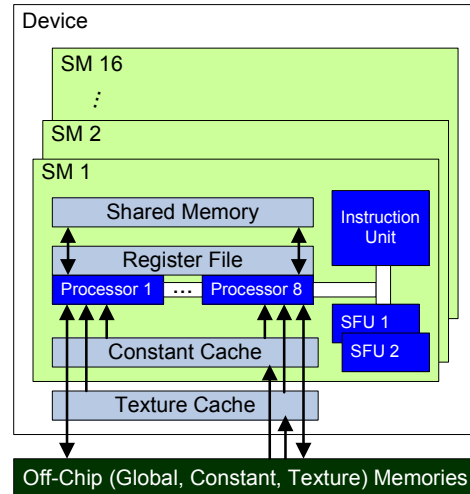 Device
SM 16
⋮
SM 2
SM 1
Shared Memory
Instruction
Unit
Register File
Processor 1 ... Processor 8
SFU 1
SFU 2
Constant Cache
Texture Cache
Off-Chip (Global, Constant, Texture) Memories